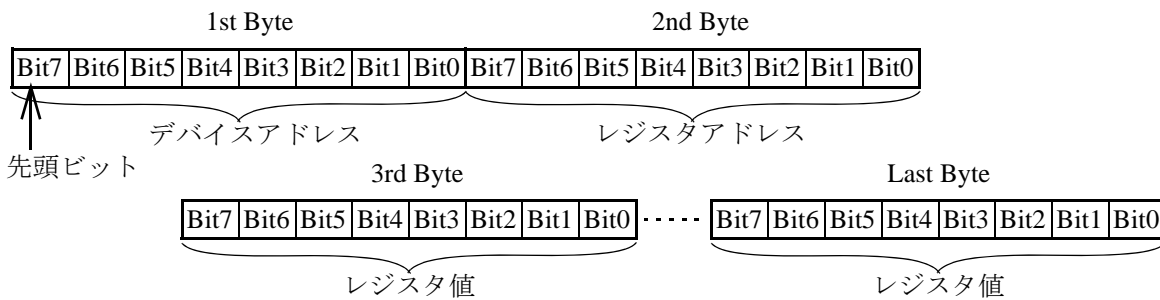 1st Byte 2nd Byte
Bit7 Bit6 Bit5 Bit4 Bit3 Bit2 Bit1 Bit0 Bit7 Bit6 Bit5 Bit4 Bit3 Bit2 Bit1 Bit0
デバイスアドレス レジスタアドレス
先頭ビット
3rd Byte Last Byte
Bit7 Bit6 Bit5 Bit4 Bit3 Bit2 Bit1 Bit0 Bit7 Bit6 Bit5 Bit4 Bit3 Bit2 Bit1 Bit0
レジスタ値 レジスタ値